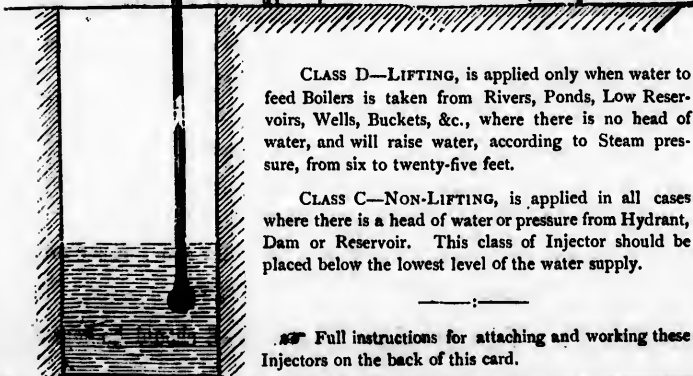 CLASS D—LIFTING, is applied only when water to
feed Boilers is taken from Rivers, Ponds, Low Reser-
voirs, Wells, Buckets, &c., where there is no head of
water, and will raise water, according to Steam pres-
sure, from six to twenty-five feet.
CLASS C—NON-LIFTING, is applied in all cases
where there is a head of water or pressure from Hydrant,
Dam or Reservoir. This class of Injector should be
placed below the lowest level of the water supply.
☞ Full instructions for attaching and working these
Injectors on the back of this card.